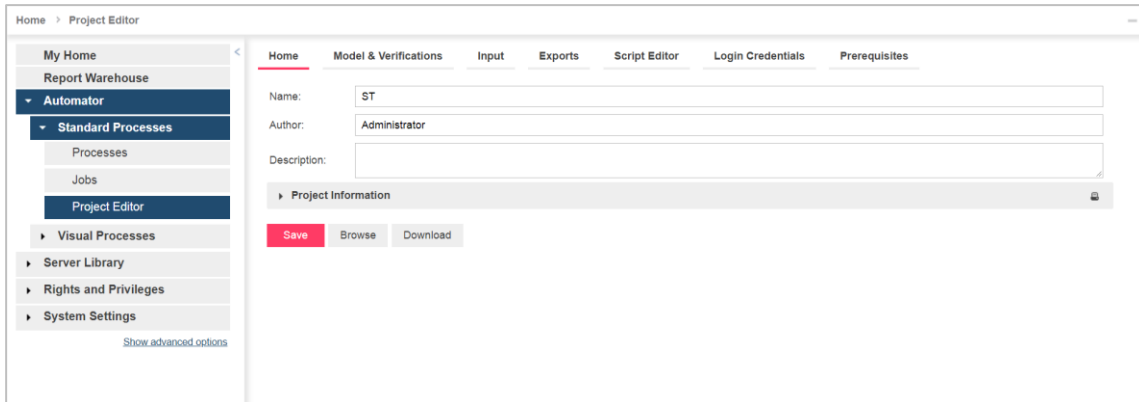 Home > Project Editor
My Home
Report Warehouse
Automator
Standard Processes
Processes
Jobs
Project Editor
Visual Processes
Server Library
Rights and Privileges
System Settings
Show advanced options
Home Model & Verifications Input Exports Script Editor Login Credentials Prerequisites
Name: ST
Author: Administrator
Description:
Project Information
Save Browse Download